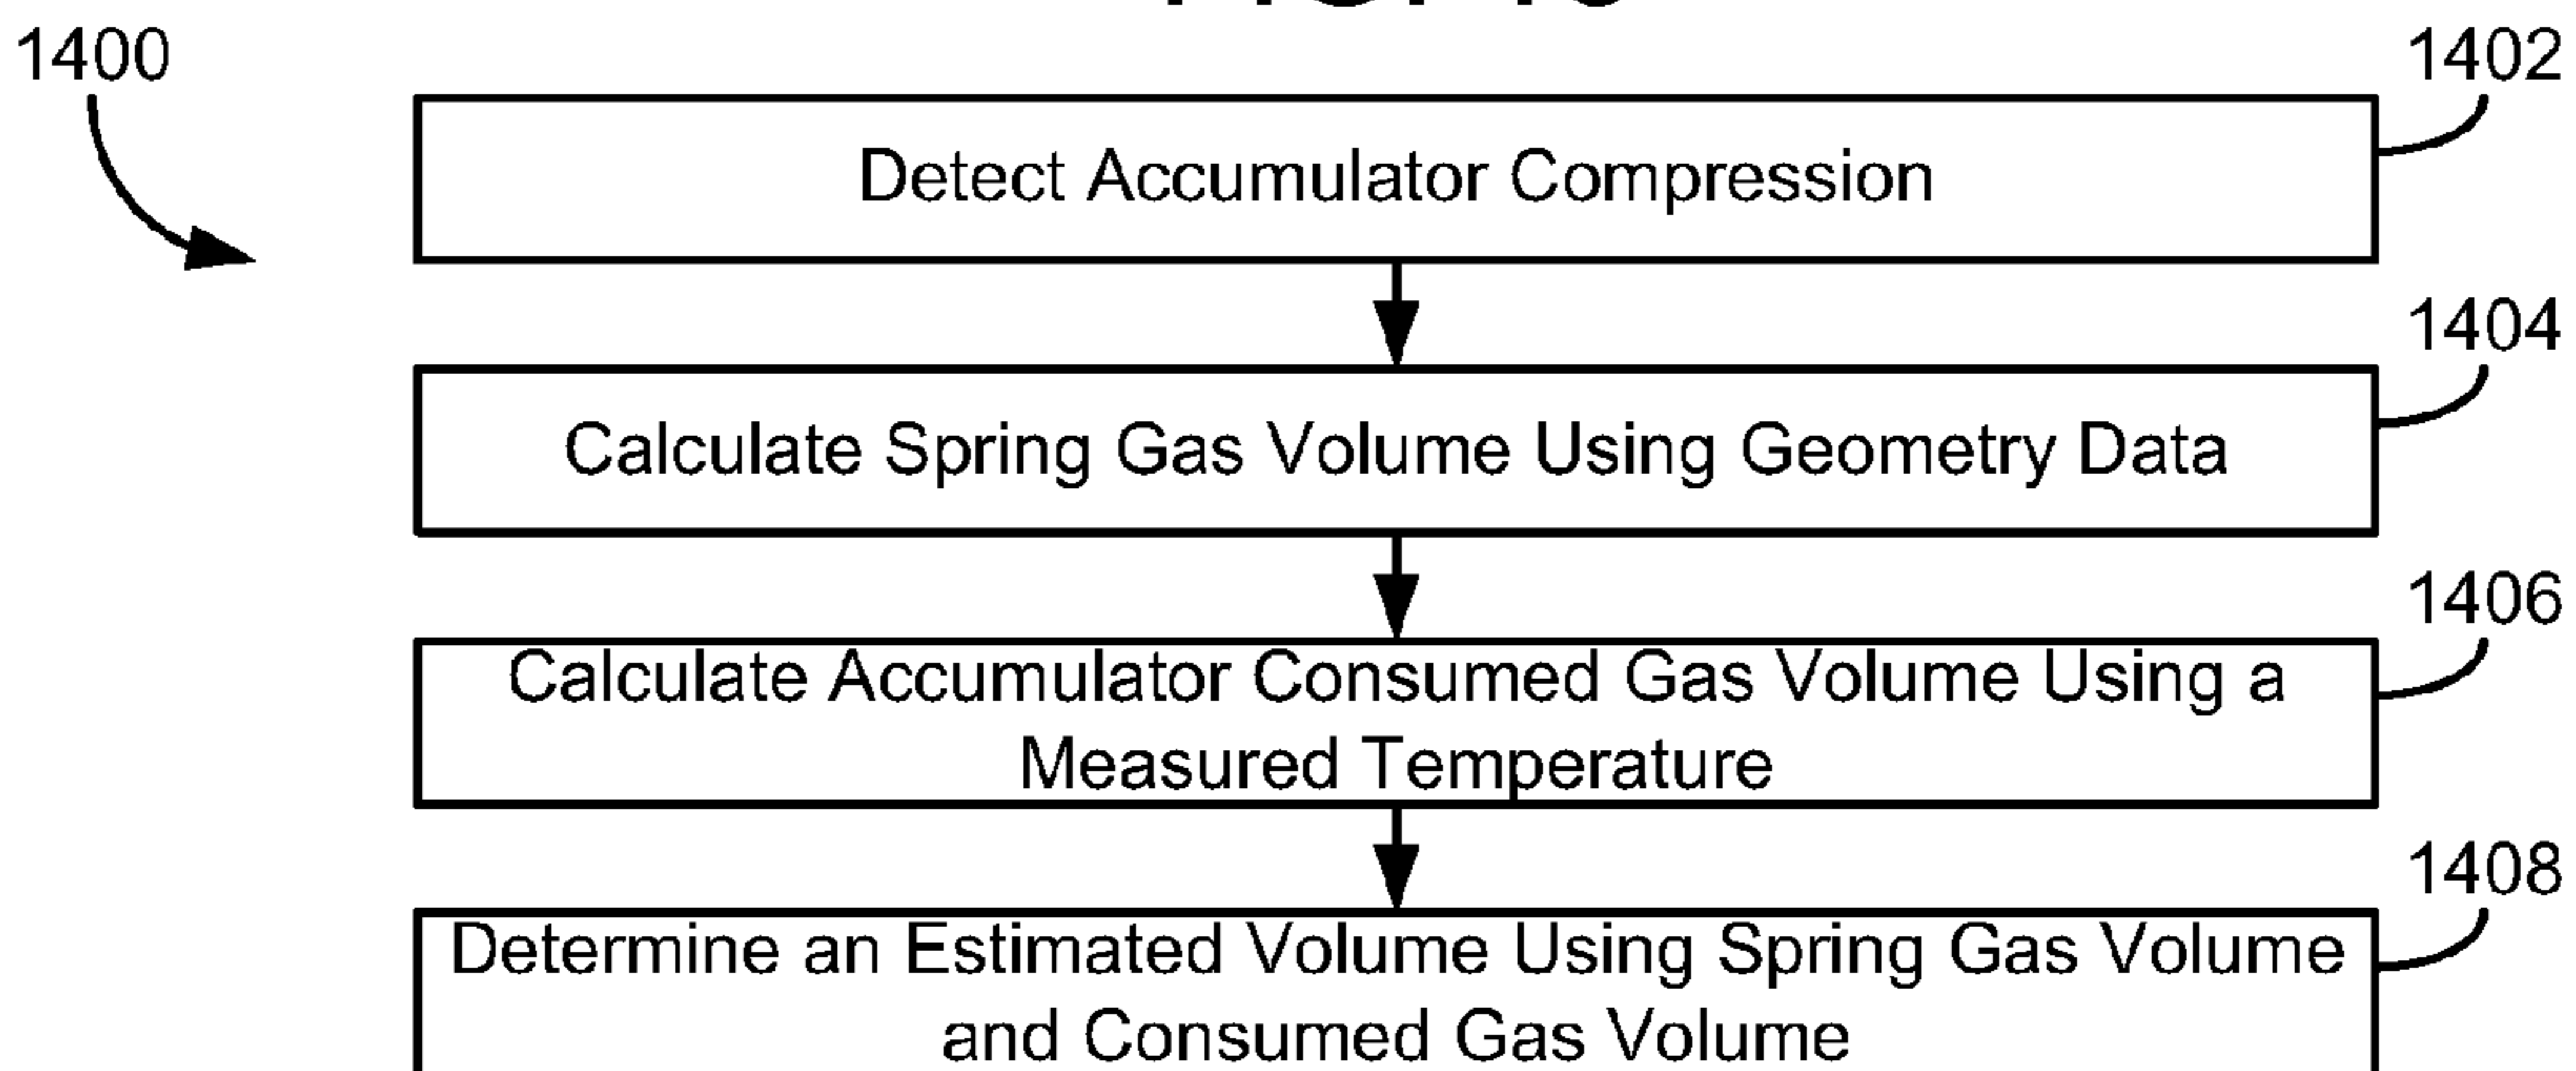 1400
1402
Detect Accumulator Compression
1404
Calculate Spring Gas Volume Using Geometry Data
1406
Calculate Accumulator Consumed Gas Volume Using a
Measured Temperature
1408
Determine an Estimated Volume Using Spring Gas Volume
and Consumed Gas Volume